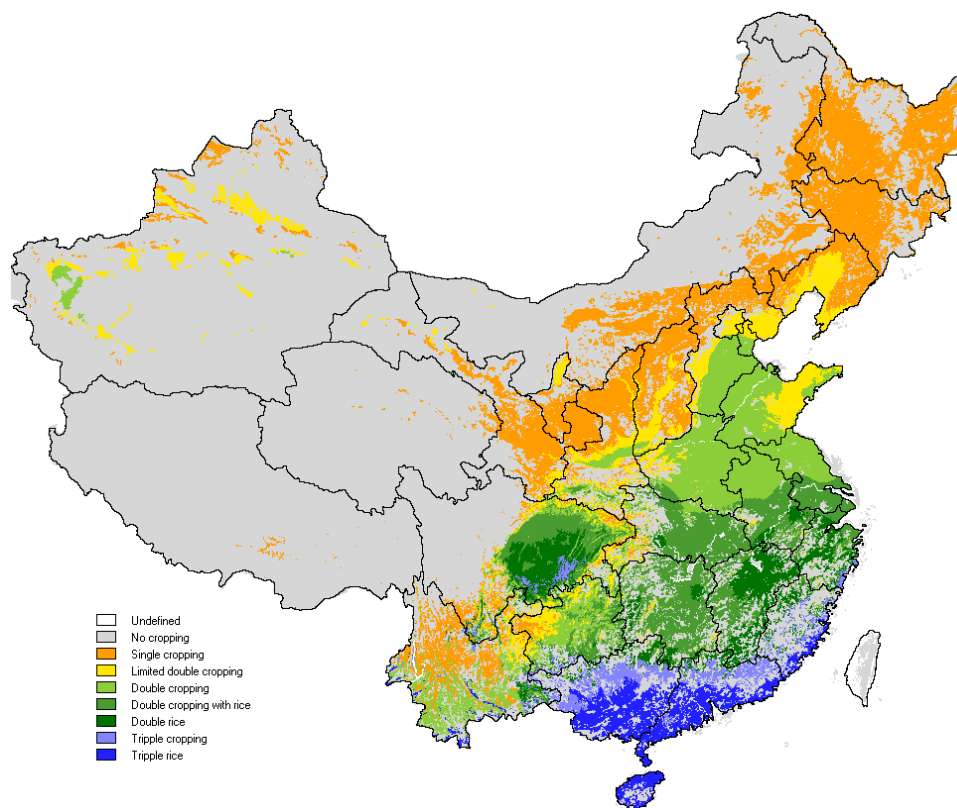 Undefined
No cropping
Single cropping
Limited double cropping
Double cropping
Double cropping with rice
Double rice
Tripple cropping
Tripple rice